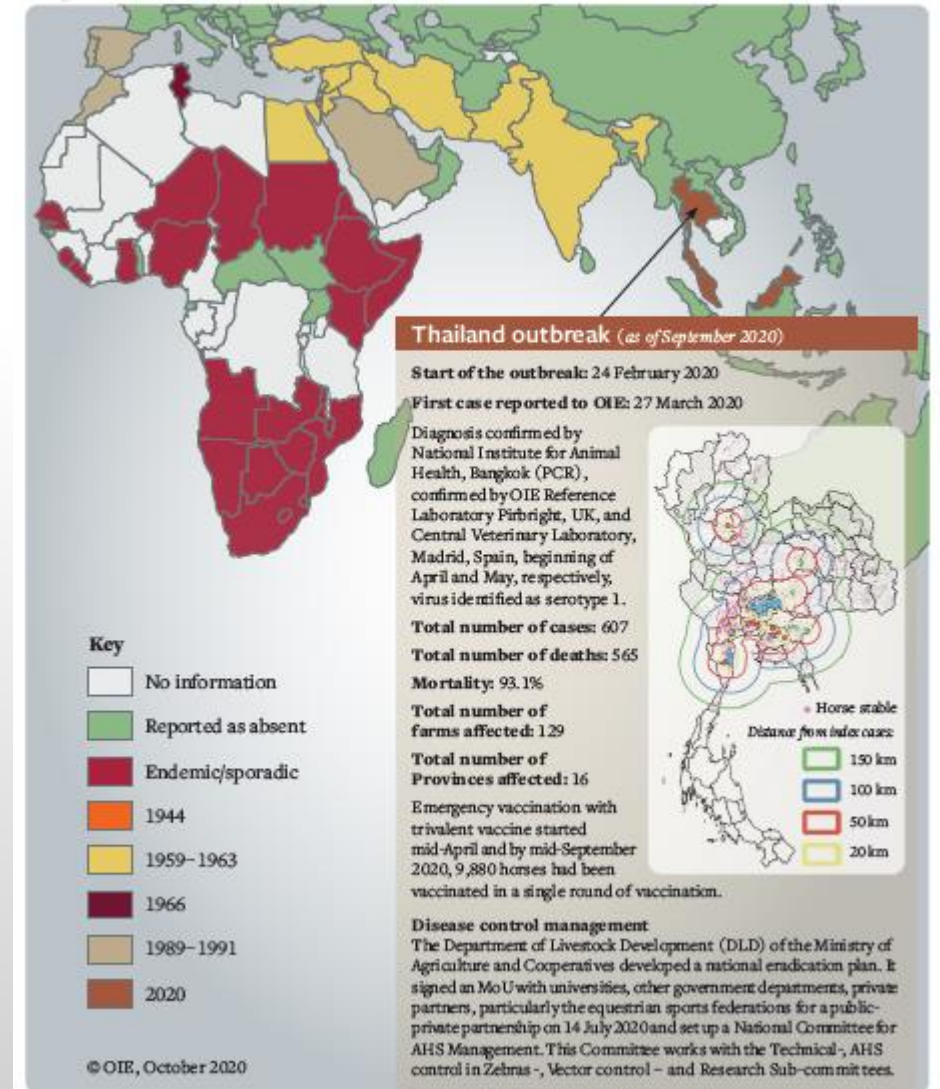 Thailand outbreak (as of September 2020)
Start of the outbreak: 24 February 2020
First case reported to OIE: 27 March 2020
Diagnosis confirmed by
National Institute for Animal
Health, Bangkok (PCR),
confirmed by OIE Reference
Laboratory Pirbright, UK, and
Central Veterinary Laboratory,
Madrid, Spain, beginning of
April and May, respectively,
virus identified as serotype 1.
Total number of cases: 607
Total number of deaths: 565
Mortality: 93.1%
Total number of
farms affected: 129
Total number of
Provinces affected: 16
Emergency vaccination with
trivalent vaccine started
mid-April and by mid-September
2020, 9,880 horses had been
vaccinated in a single round of vaccination.
Horse stable
Distance from index cases:
150 km
100 km
50 km
20 km
Disease control management
The Department of Livestock Development (DLD) of the Ministry of
Agriculture and Cooperatives developed a national eradication plan. It
signed an MoU with universities, other government departments, private
partners, particularly the equestrian sports federations for a public-
private partnership on 14 July 2020 and set up a National Committee for
AHS Management. This Committee works with the Technical-, AHS
control in Zebras -, Vector control – and Research Sub-committees.
Key
No information
Reported as absent
Endemic/sporadic
1944
1959–1963
1966
1989–1991
2020
© OIE, October 2020